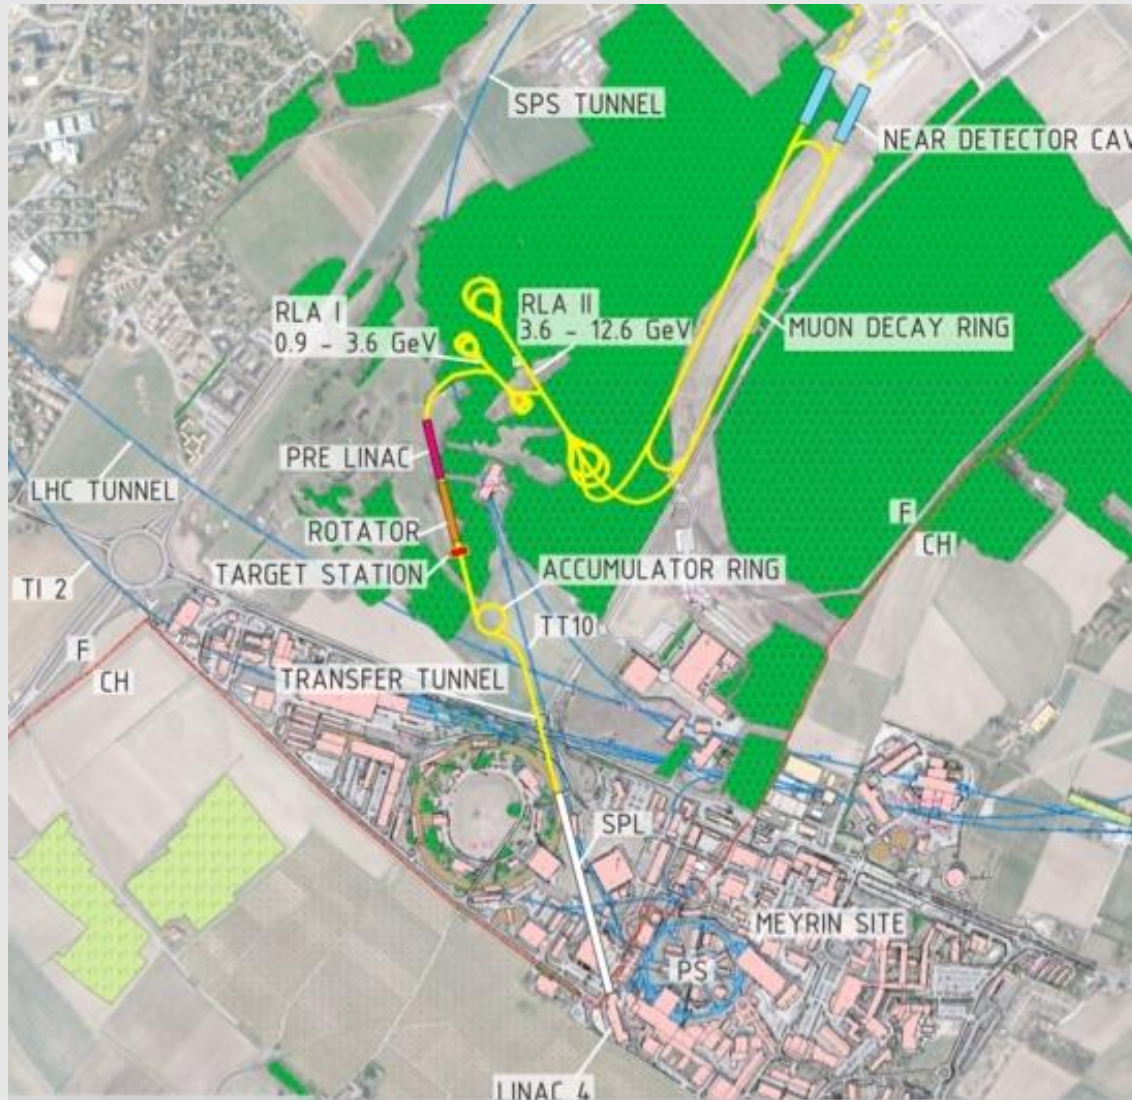 SPS TUNNEL
NEAR DETECTOR CAV
RLA I
0.9 - 3.6 GeV
RLA II
3.6 - 12.6 GeV
MUON DECAY RING
PRE LINAC
LHC TUNNEL
ROTATOR
F
CH
TARGET STATION
ACCUMULATOR RING
TI 2
TT10
F
CH
TRANSFER TUNNEL
SPL
MEYRIN SITE
PS
LINAC 4